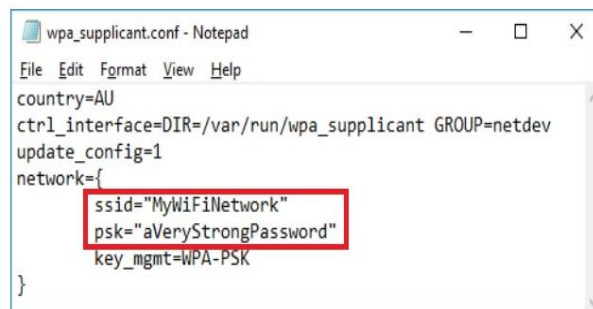 wpa_supplicant.conf - Notepad
File Edit Format View Help
country=AU
ctrl_interface=DIR=/var/run/wpa_supplicant GROUP=netdev
update_config=1
network={
ssid="MyWiFiNetwork"
psk="aVeryStrongPassword"
key_mgmt=WPA-PSK
}